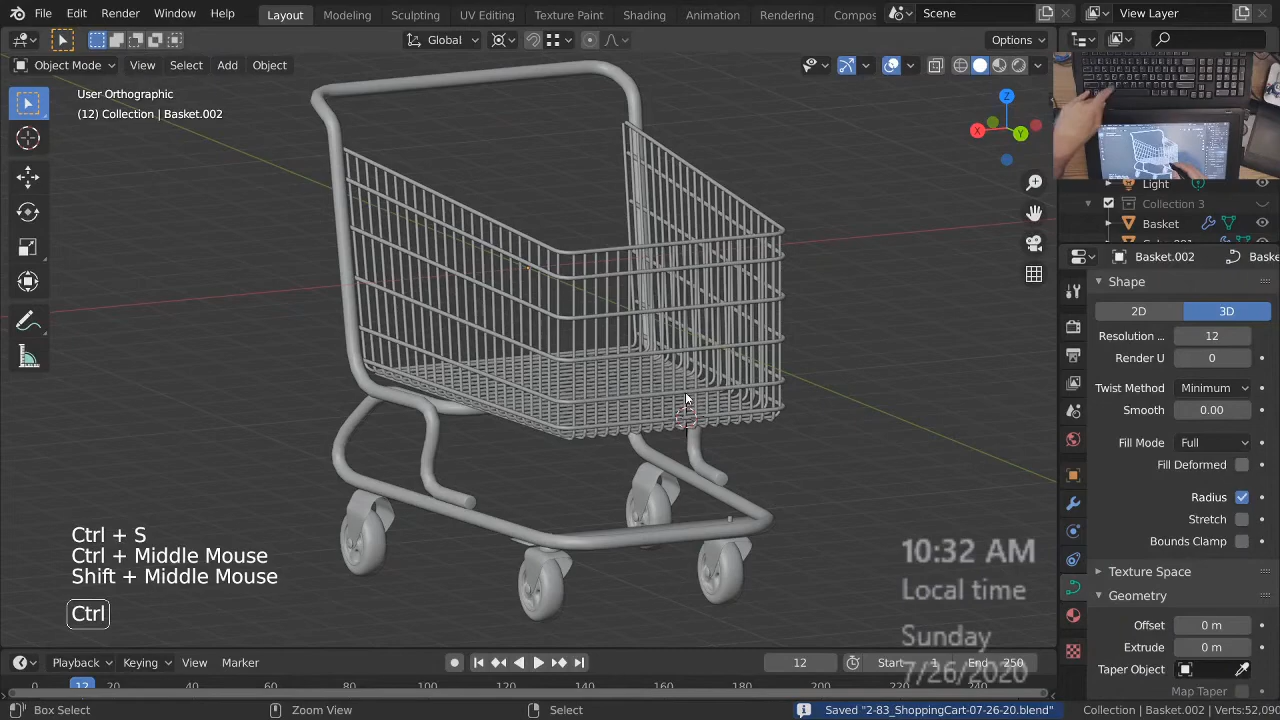 File Edit Render Window Help Layout Modeling Sculpting UV Editing Texture Paint Shading Animation Rendering Compos Scene View Layer
Global Options
Object Mode View Select Add Object
User Orthographic
(12) Collection | Basket.002
Z
X
Y
Light
Collection 3
Basket
Basket.002 Baske
Shape
2D 3D
Resolution .. 12
Render U 0
Twist Method Minimum
Smooth 0.00
Fill Mode Full
Fill Deformed
Radius
Stretch
Bounds Clamp
Texture Space
Geometry
Offset 0 m
Extrude 0 m
Taper Object
Map Taper
Ctrl + S
Ctrl + Middle Mouse
Shift + Middle Mouse
Ctrl
10:32 AM
Local time
Sunday
7/26/2020
Playback Keying View Marker 12 Start 1 End 250
0 12 20 80 100 120 140 160 180 200 220 240
Box Select Zoom View Select Saved "2-83_ShoppingCart-07-26-20.blend" Collection | Basket.002 | Verts:52,090